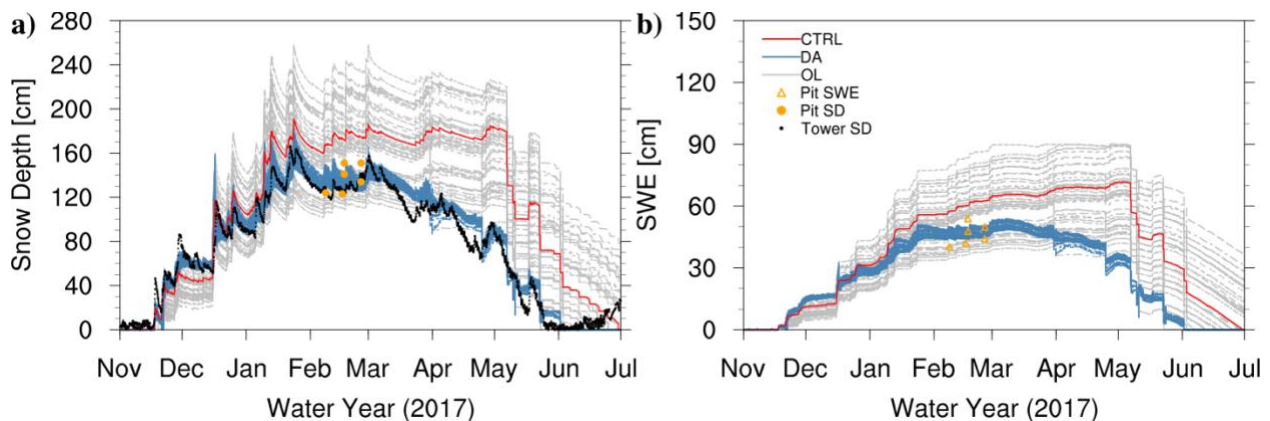 a)
280
240
200
160
120
80
40
0
Snow Depth [cm]
Nov Dec Jan Feb Mar Apr May Jun Jul
Water Year (2017)
b)
150
120
90
60
30
0
SWE [cm]
CTRL
DA
OL
Pit SWE
Pit SD
Tower SD
Nov Dec Jan Feb Mar Apr May Jun Jul
Water Year (2017)